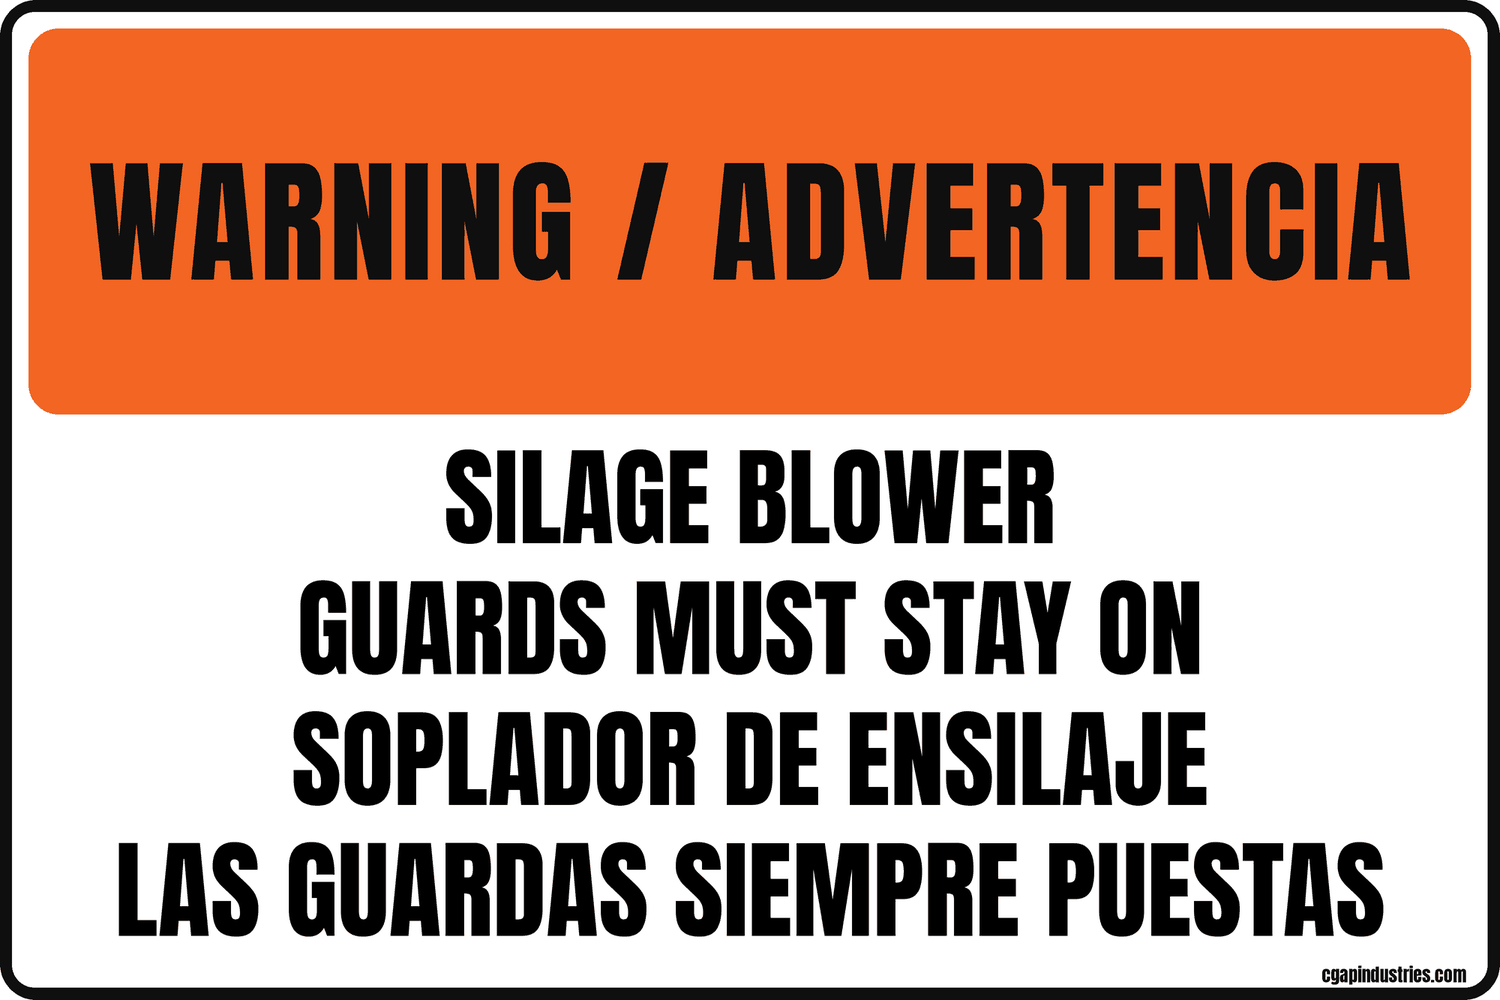 WARNING / ADVERTENCIA
SILAGE BLOWER
GUARDS MUST STAY ON
SOPLADOR DE ENSILAJE
LAS GUARDAS SIEMPRE PUESTAS
cgapindustries.com